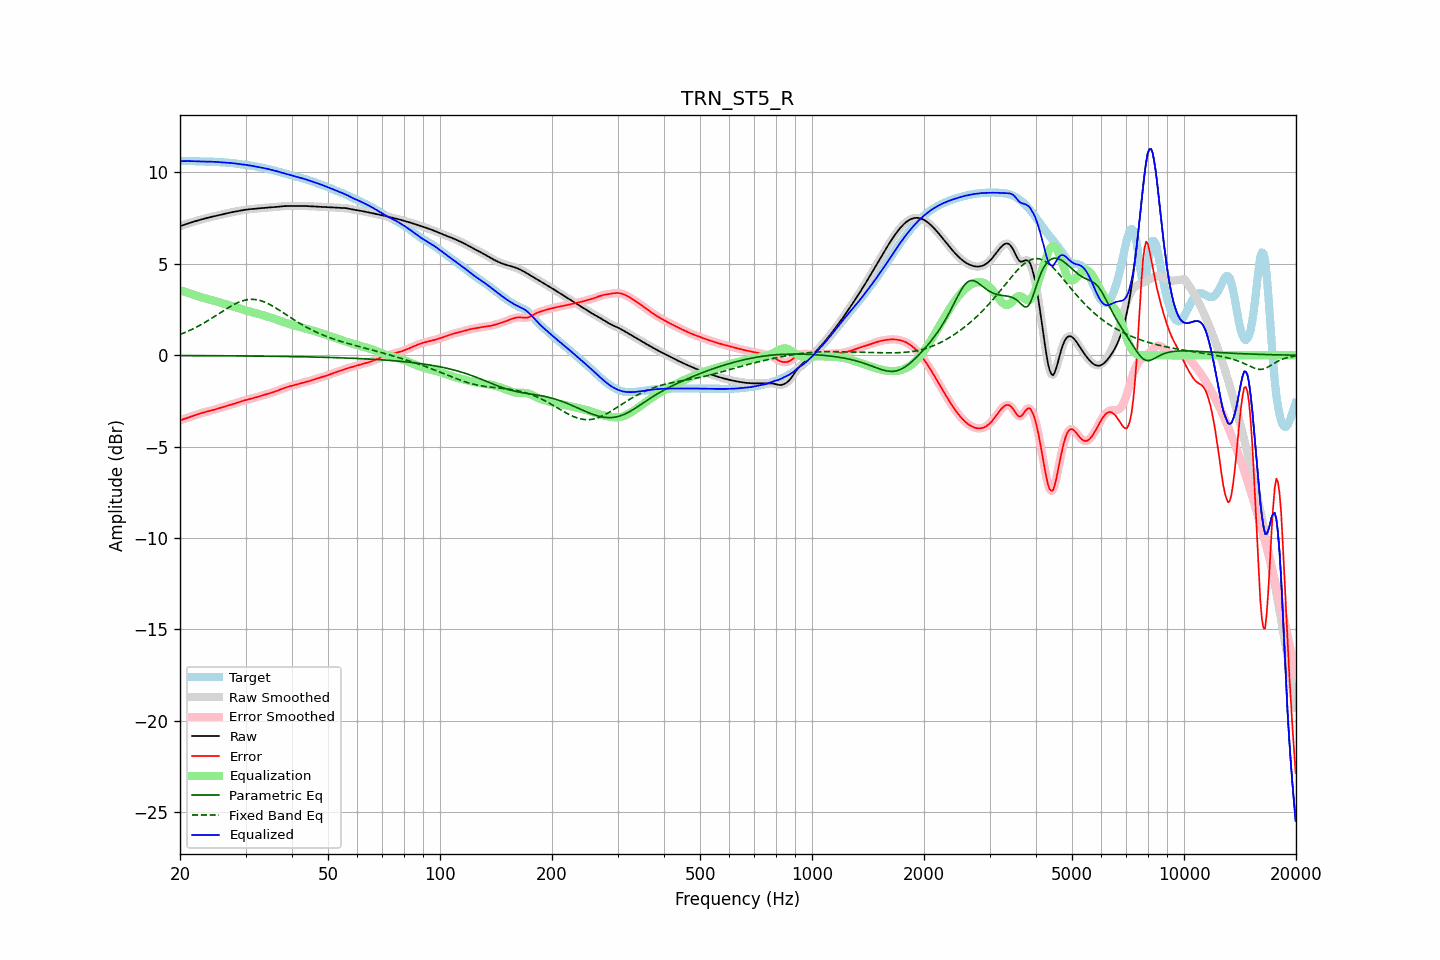 TRN_ST5_R
Amplitude (dBr)
10
5
0
−5
−10
−15
−20
−25
Target
Raw Smoothed
Error Smoothed
Raw
Error
Equalization
Parametric Eq
Fixed Band Eq
Equalized
20 50 100 200 500 1000 2000 5000 10000 20000
Frequency (Hz)